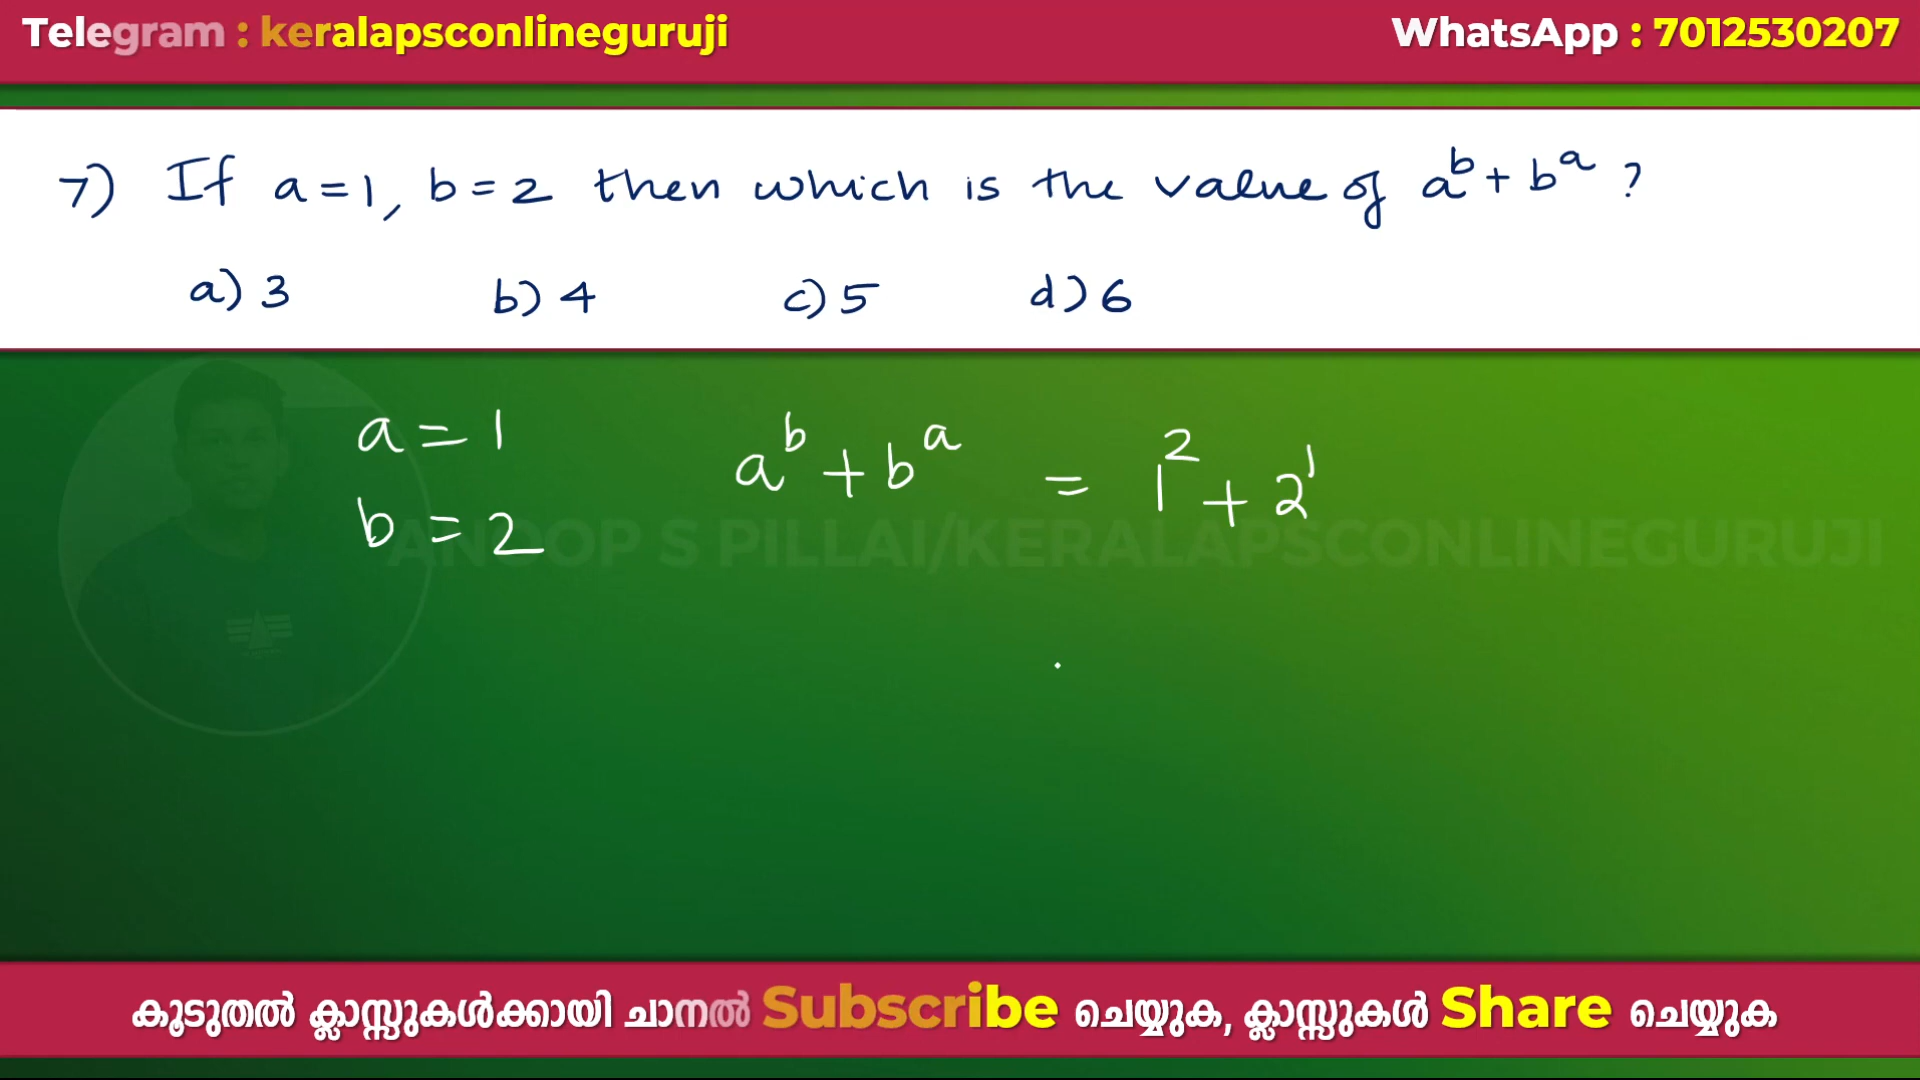 Telegram : keralapsconlineguruji
WhatsApp : 7012530207
7) If a=1, b=2 then which is the value of a^b + b^a ?
a) 3 b) 4 c) 5 d) 6
a = 1
b = 2
a^b + b^a = 1^2 + 2^1
ANOOP S PILLAI/KERALAPSCONLINEGURUJI
കൂടുതൽ ക്ലാസ്സുകൾക്കായി ചാനൽ Subscribe ചെയ്യുക, ക്ലാസ്സുകൾ Share ചെയ്യുക